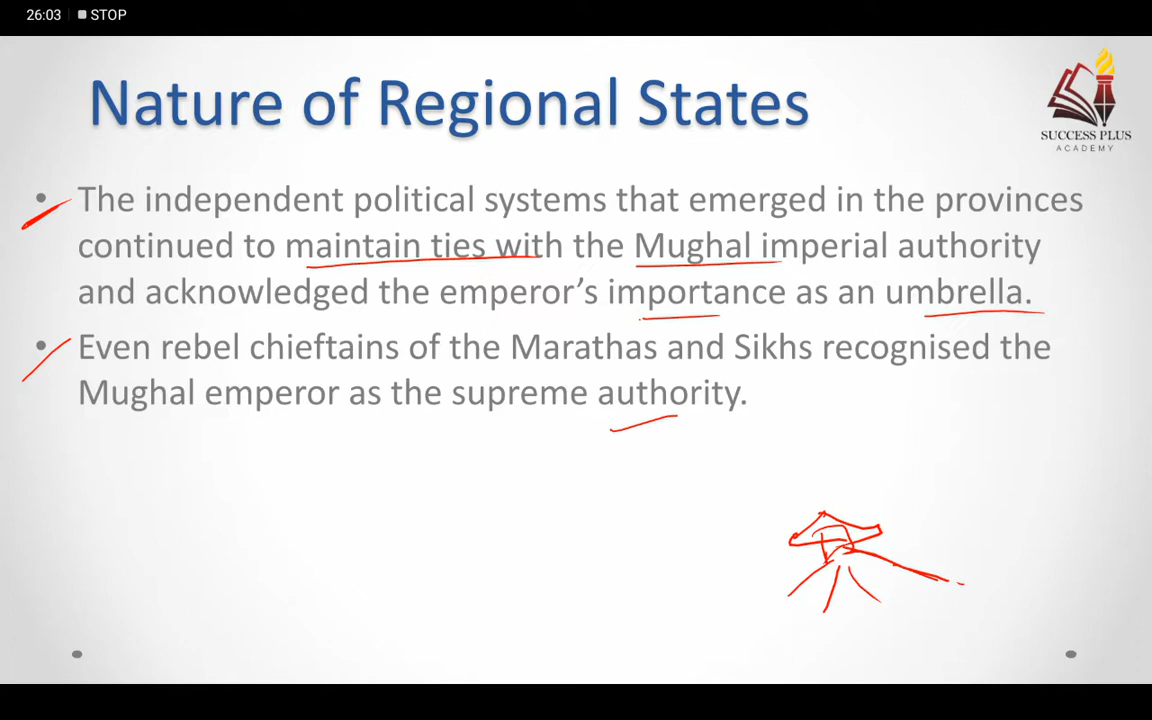 26:03 STOP
Nature of Regional States
SUCCESS PLUS
ACADEMY
• The independent political systems that emerged in the provinces
continued to maintain ties with the Mughal imperial authority
and acknowledged the emperor’s importance as an umbrella.
• Even rebel chieftains of the Marathas and Sikhs recognised the
Mughal emperor as the supreme authority.